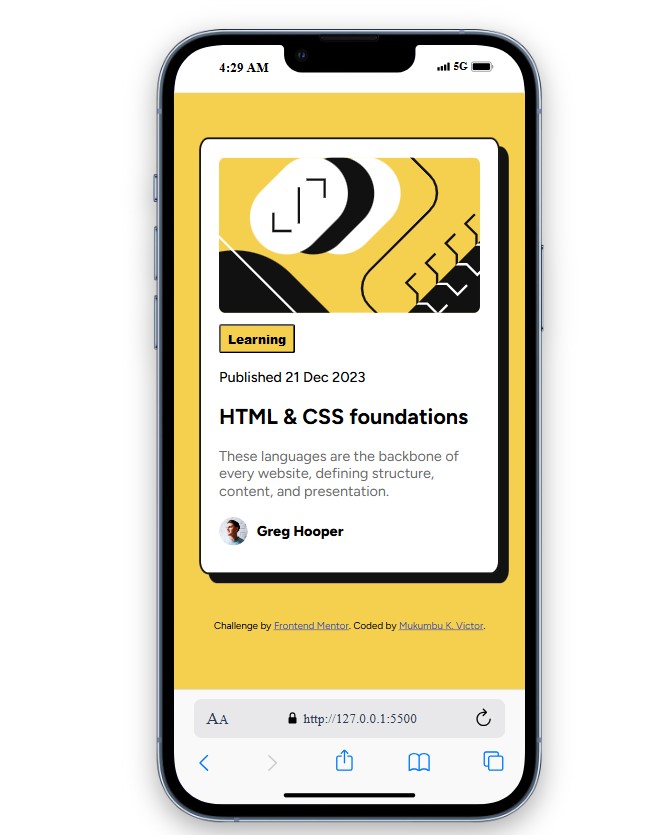 4:29 AM 5G
Learning
Published 21 Dec 2023
HTML & CSS foundations
These languages are the backbone of
every website, defining structure,
content, and presentation.
Greg Hooper
Challenge by Frontend Mentor. Coded by Mukumbu K. Victor.
AA http://127.0.0.1:5500